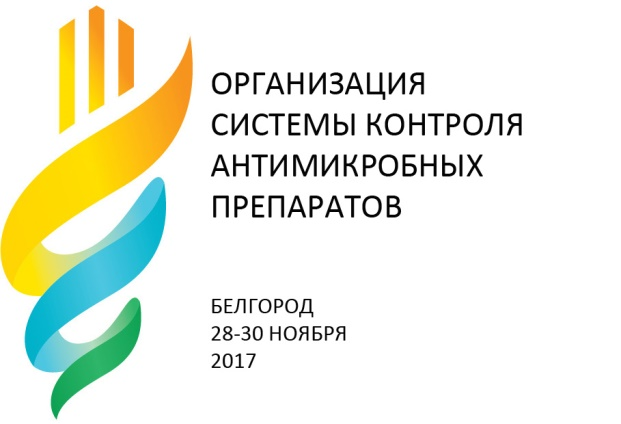 ОРГАНИЗАЦИЯ
СИСТЕМЫ КОНТРОЛЯ
АНТИМИКРОБНЫХ
ПРЕПАРАТОВ
БЕЛГОРОД
28-30 НОЯБРЯ
2017